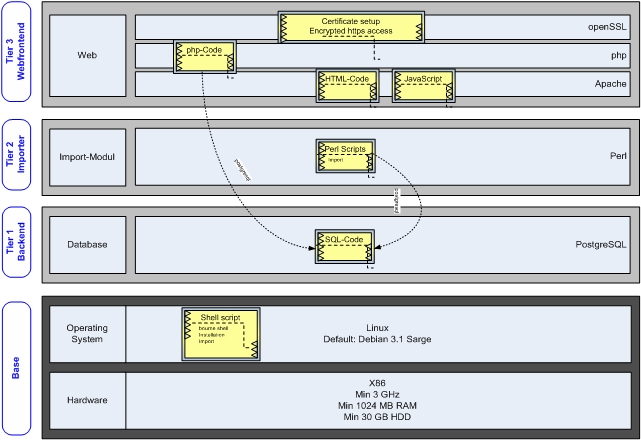 Tier 3
Webfrontend
Web
Certificate setup
Encrypted https access
openSSL
php-Code
php
HTML-Code
JavaScript
Apache
postgresql
Tier 2
Importer
Import-Modul
Perl Scripts
Import
Perl
postgresql
Tier 1
Backend
Database
SQL-Code
PostgreSQL
Base
Operating
System
Shell script
bourne shell
Installation
Import
Linux
Default: Debian 3.1 Sarge
Hardware
X86
Min 3 GHz
Min 1024 MB RAM
Min 30 GB HDD